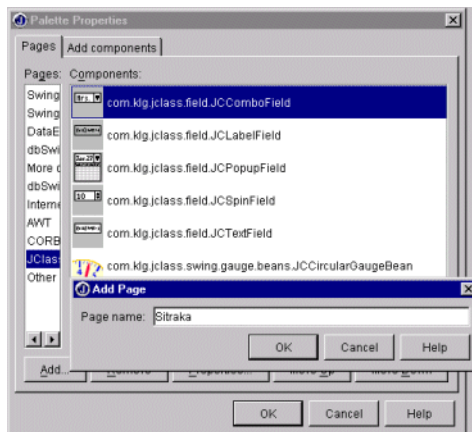 Palette Properties
Pages Add components
Pages: Components:
Swing com.klg.jclass.field.JCComboField
Swing
DataE com.klg.jclass.field.JCLabelField
dbSwi
More com.klg.jclass.field.JCPopupField
dbSwi
Interne com.klg.jclass.field.JCSpinField
AWT
CORB com.klg.jclass.field.JCTextField
JClas
Other com.klg.jclass.swing.gauge.beans.JCCircularGaugeBean
Add Page
Page name: Sitraka
OK Cancel Help
Add...
OK Cancel Help